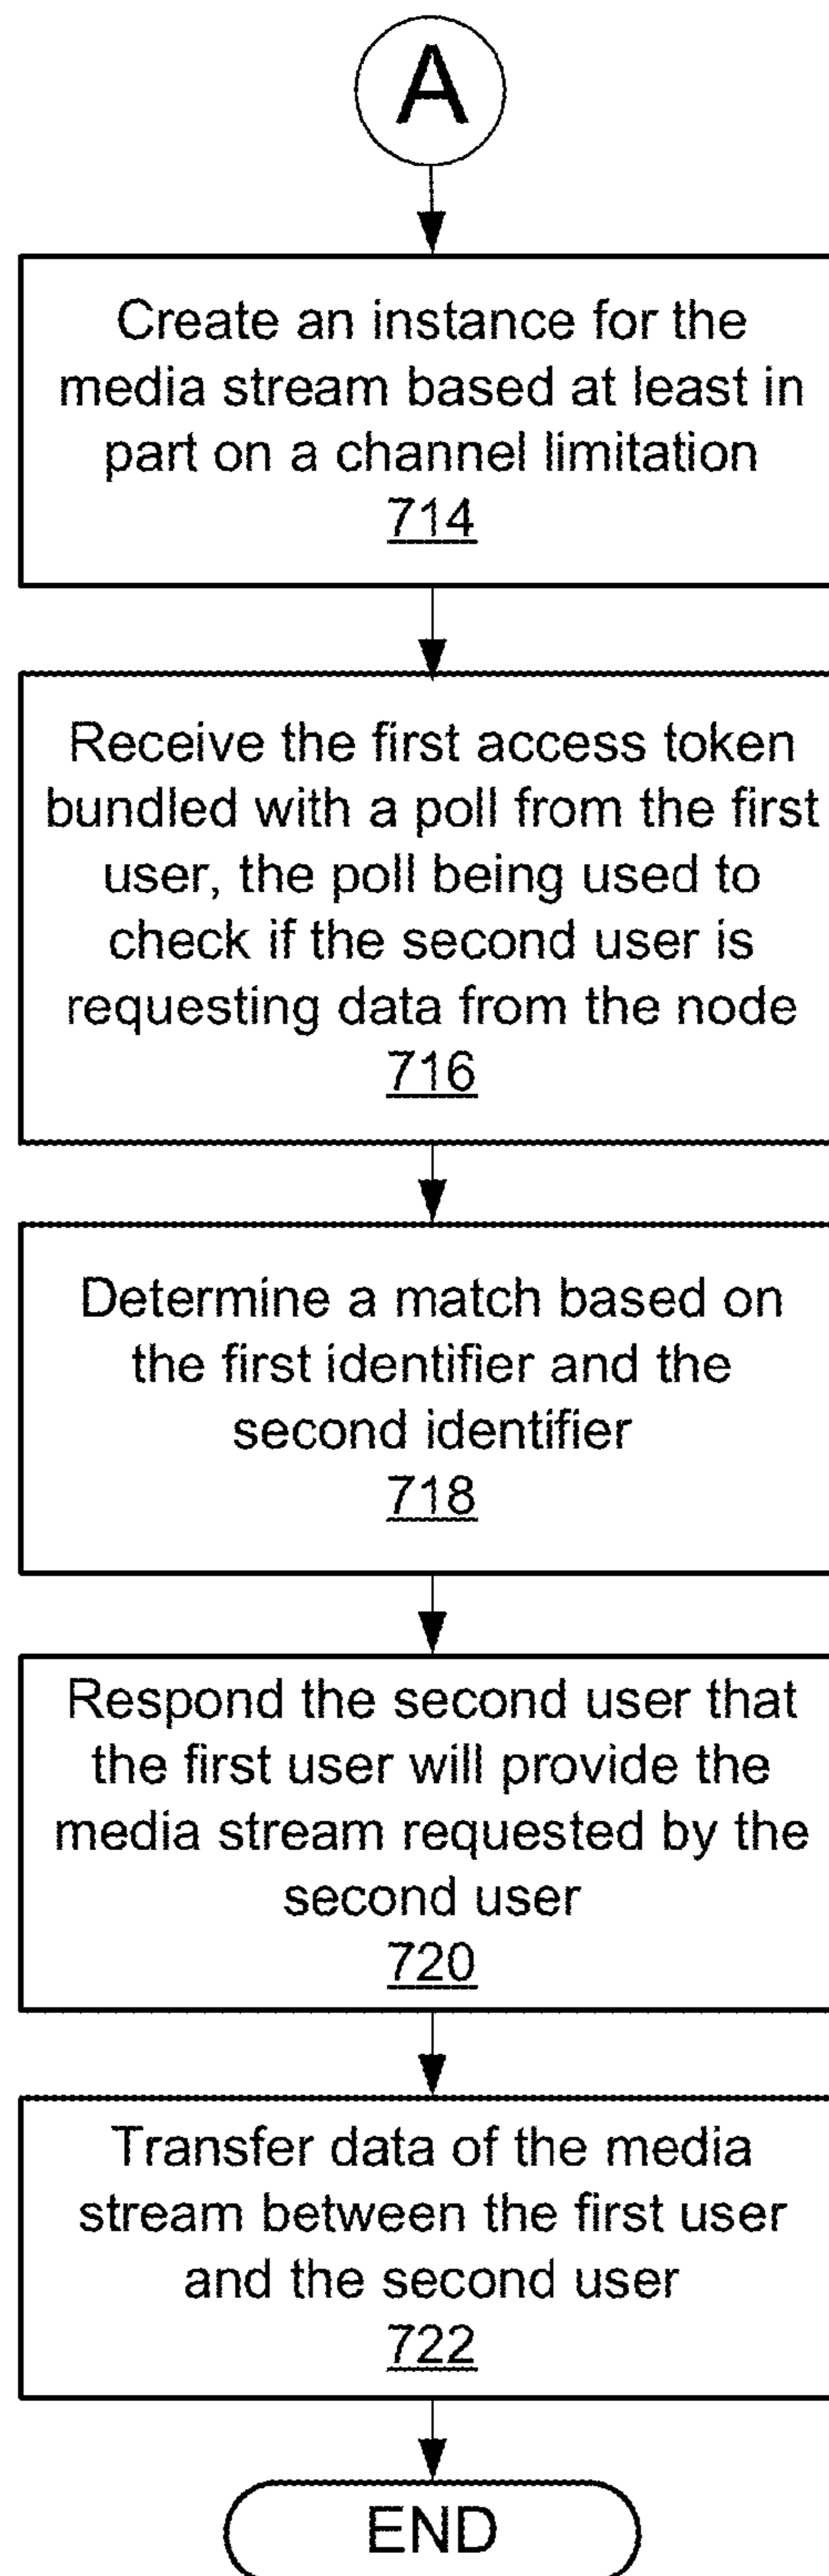 A
Create an instance for the
media stream based at least in
part on a channel limitation
714
Receive the first access token
bundled with a poll from the first
user, the poll being used to
check if the second user is
requesting data from the node
716
Determine a match based on
the first identifier and the
second identifier
718
Respond the second user that
the first user will provide the
media stream requested by the
second user
720
Transfer data of the media
stream between the first user
and the second user
722
END